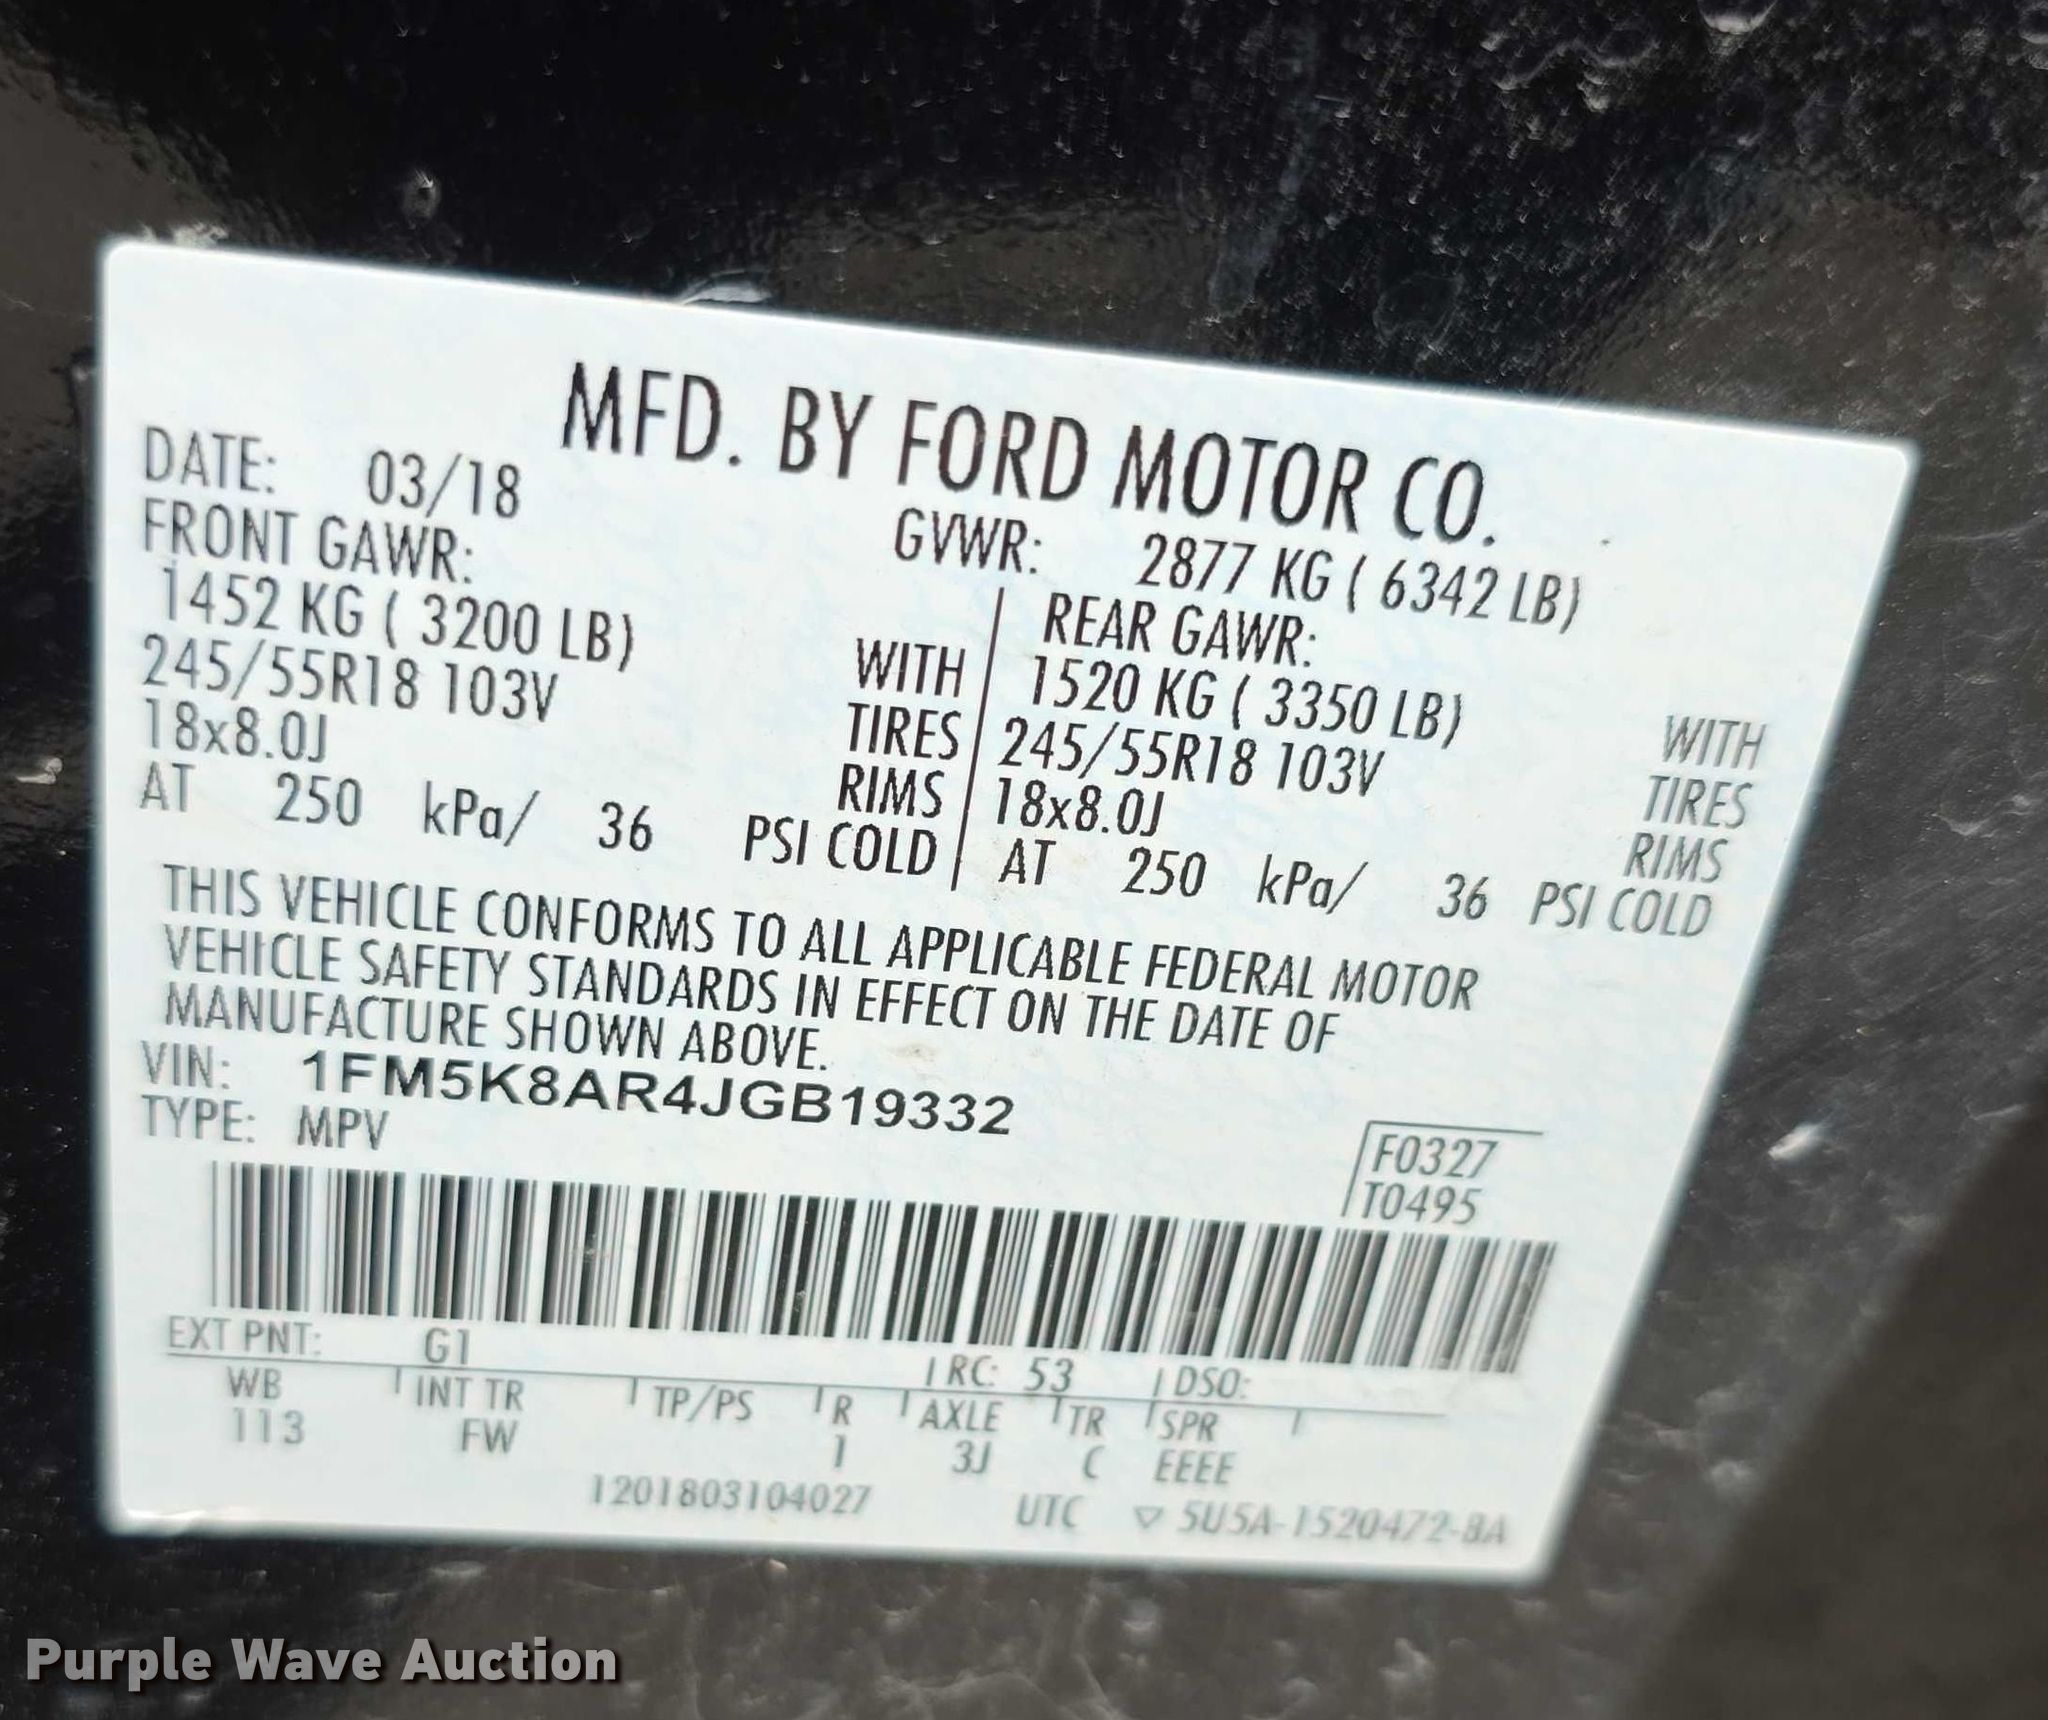 MFD. BY FORD MOTOR CO.
DATE: 03/18
GVWR: 2877 KG ( 6342 LB)
FRONT GAWR:
REAR GAWR:
1452 KG ( 3200 LB) WITH
1520 KG ( 3350 LB) WITH
245/55R18 103V TIRES
245/55R18 103V TIRES
18x8.0J RIMS
18x8.0J RIMS
AT 250 kPa/ 36 PSI COLD
AT 250 kPa/ 36 PSI COLD
THIS VEHICLE CONFORMS TO ALL APPLICABLE FEDERAL MOTOR
VEHICLE SAFETY STANDARDS IN EFFECT ON THE DATE OF
MANUFACTURE SHOWN ABOVE.
VIN: 1FM5K8AR4JGB19332
TYPE: MPV
F0327
T0495
EXT PNT: G1 RC: 53 DSO:
WB INT TR TP/PS R AXLE TR SPR
113 FW 1 3J C EEEE
1201803104027 UTC ▽ 5U5A-1520472-BA
Purple Wave Auction